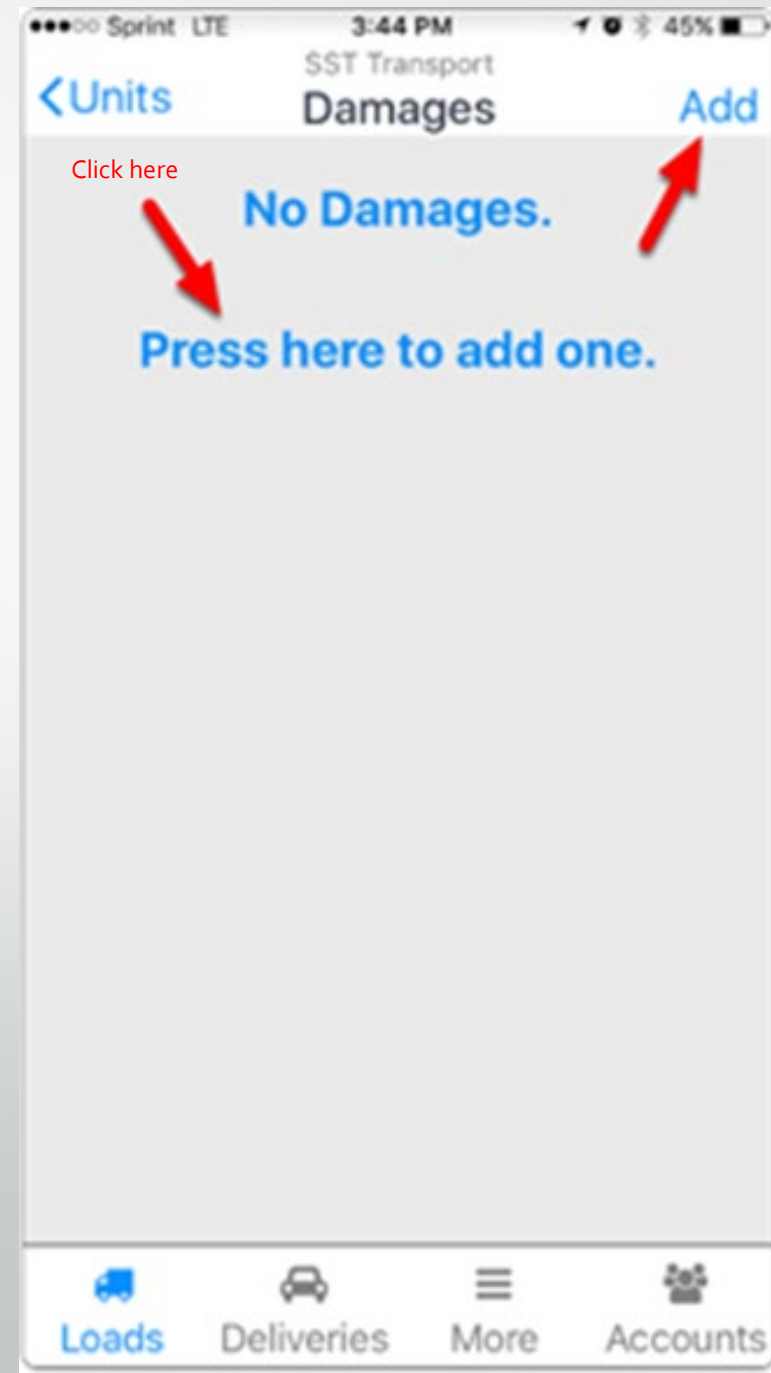 Sprint LTE 3:44 PM 45%
SST Transport
Units Damages Add
Click here
No Damages.
Press here to add one.
Loads Deliveries More Accounts